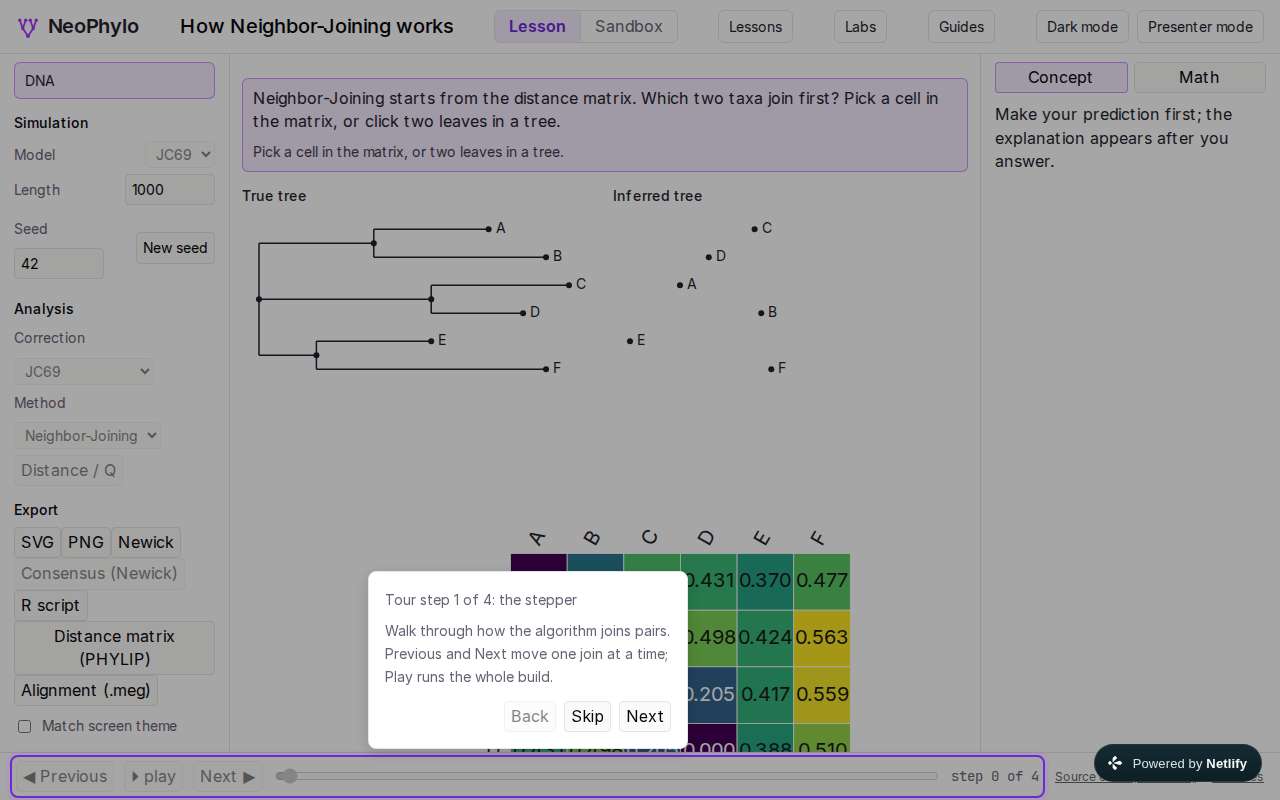 NeoPhylo
How Neighbor-Joining works
Lesson
Sandbox
Lessons
Labs
Guides
Dark mode
Presenter mode
DNA
Simulation
Model
JC69
Length
1000
Seed
42
New seed
Analysis
Correction
JC69
Method
Neighbor-Joining
Distance / Q
Export
SVG
PNG
Newick
Consensus (Newick)
R script
Distance matrix
(PHYLIP)
Alignment (.meg)
Match screen theme
Neighbor-Joining starts from the distance matrix. Which two taxa join first? Pick a cell in
the matrix, or click two leaves in a tree.
Pick a cell in the matrix, or two leaves in a tree.
True tree
A
B
C
D
E
F
Inferred tree
C
D
A
B
E
F
A B C D E F
0.431 0.370 0.477
0.498 0.424 0.563
0.205 0.417 0.559
0.000 0.388 0.510
Tour step 1 of 4: the stepper
Walk through how the algorithm joins pairs.
Previous and Next move one join at a time;
Play runs the whole build.
Back
Skip
Next
Concept
Math
Make your prediction first; the
explanation appears after you
answer.
◀ Previous
play
Next ▶
step 0 of 4
Source
Powered by Netlify